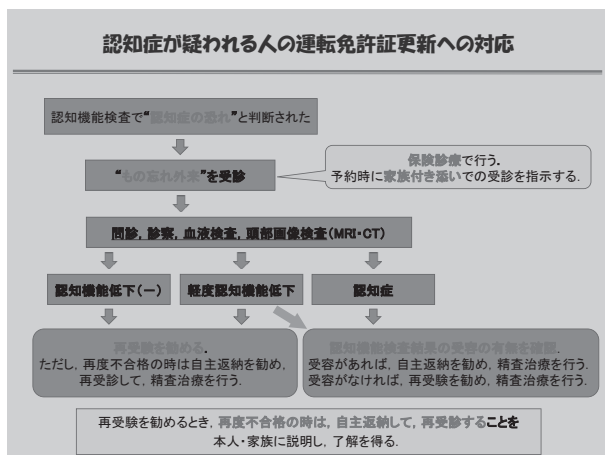 認知症が疑われる人の運転免許証更新への対応
認知機能検査で“認知症の恐れ”と判断された
“もの忘れ外来”を受診
保険診療で行う.
予約時に家族付き添いでの受診を指示する.
問診, 診察, 血液検査, 頭部画像検査(MRI・CT)
認知機能低下(−)
軽度認知機能低下
認知症
再受験を勧める.
ただし, 再度不合格の時は自主返納を勧め,
再受診して, 精査治療を行う.
認知機能検査結果の受容の有無を確認.
受容があれば, 自主返納を勧め, 精査治療を行う.
受容がなければ, 再受験を勧め, 精査治療を行う.
再受験を勧めるとき, 再度不合格の時は, 自主返納して, 再受診することを
本人・家族に説明し, 了解を得る.